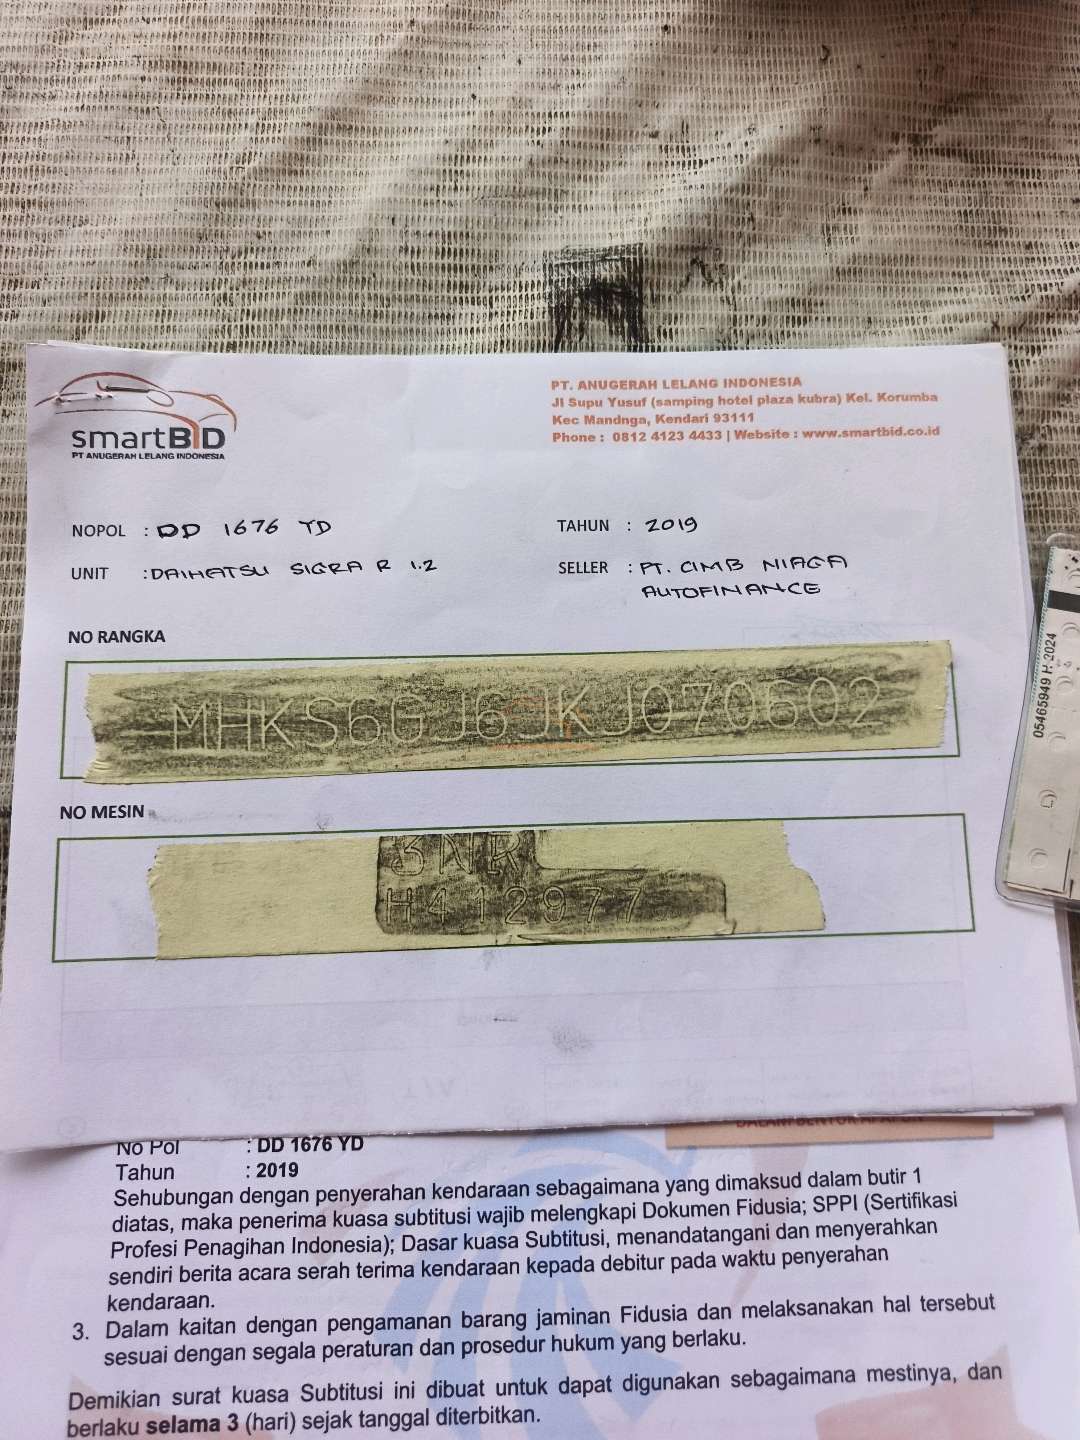 smartBID
PT ANUGERAH LELANG INDONESIA
PT. ANUGERAH LELANG INDONESIA
Jl Supu Yusuf (samping hotel plaza kubra) Kel. Korumba
Kec Mandnga, Kendari 93111
Phone : 0812 4123 4433 | Website : www.smartbid.co.id
NOPOL : DD 1676 YD
TAHUN : 2019
UNIT : DAIHATSU SIGRA R 1.2
SELLER : PT. CIMB NIAGA
AUTOFINANCE
NO RANGKA
MHKS6GJ6JKJ070502
NO MESIN
3NR
H412977
05465949 H 2024
No Pol : DD 1676 YD
Tahun : 2019
Sehubungan dengan penyerahan kendaraan sebagaimana yang dimaksud dalam butir 1
diatas, maka penerima kuasa subtitusi wajib melengkapi Dokumen Fidusia; SPPI (Sertifikasi
Profesi Penagihan Indonesia); Dasar kuasa Subtitusi, menandatangani dan menyerahkan
sendiri berita acara serah terima kendaraan kepada debitur pada waktu penyerahan
kendaraan.
3. Dalam kaitan dengan pengamanan barang jaminan Fidusia dan melaksanakan hal tersebut
sesuai dengan segala peraturan dan prosedur hukum yang berlaku.
Demikian surat kuasa Subtitusi ini dibuat untuk dapat digunakan sebagaimana mestinya, dan
berlaku selama 3 (hari) sejak tanggal diterbitkan.